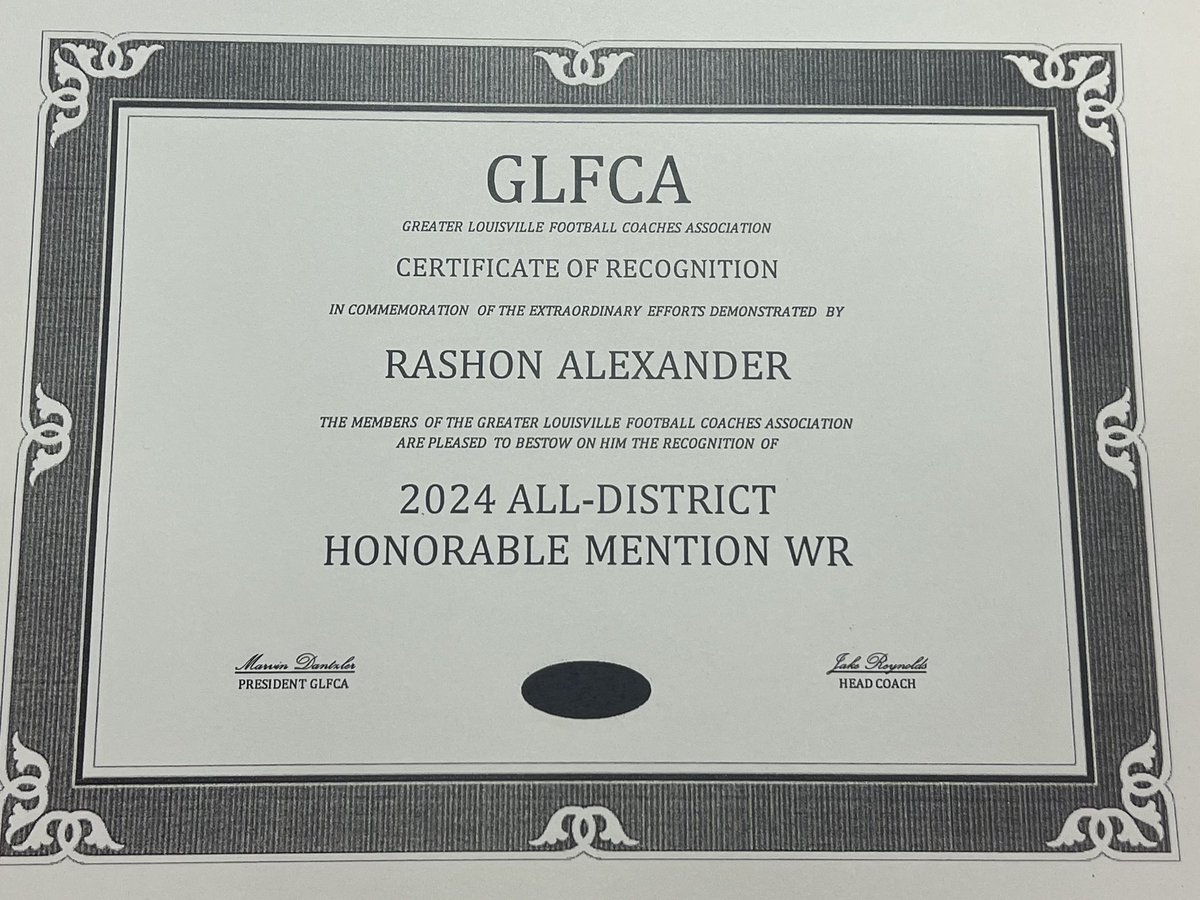 GLFCA
GREATER LOUISVILLE FOOTBALL COACHES ASSOCIATION
CERTIFICATE OF RECOGNITION
IN COMMEMORATION OF THE EXTRAORDINARY EFFORTS DEMONSTRATED BY
RASHON ALEXANDER
THE MEMBERS OF THE GREATER LOUISVILLE FOOTBALL COACHES ASSOCIATION
ARE PLEASED TO BESTOW ON HIM THE RECOGNITION OF
2024 ALL-DISTRICT
HONORABLE MENTION WR
Marvin Dantzler
PRESIDENT GLFCA
Jake Reynolds
HEAD COACH